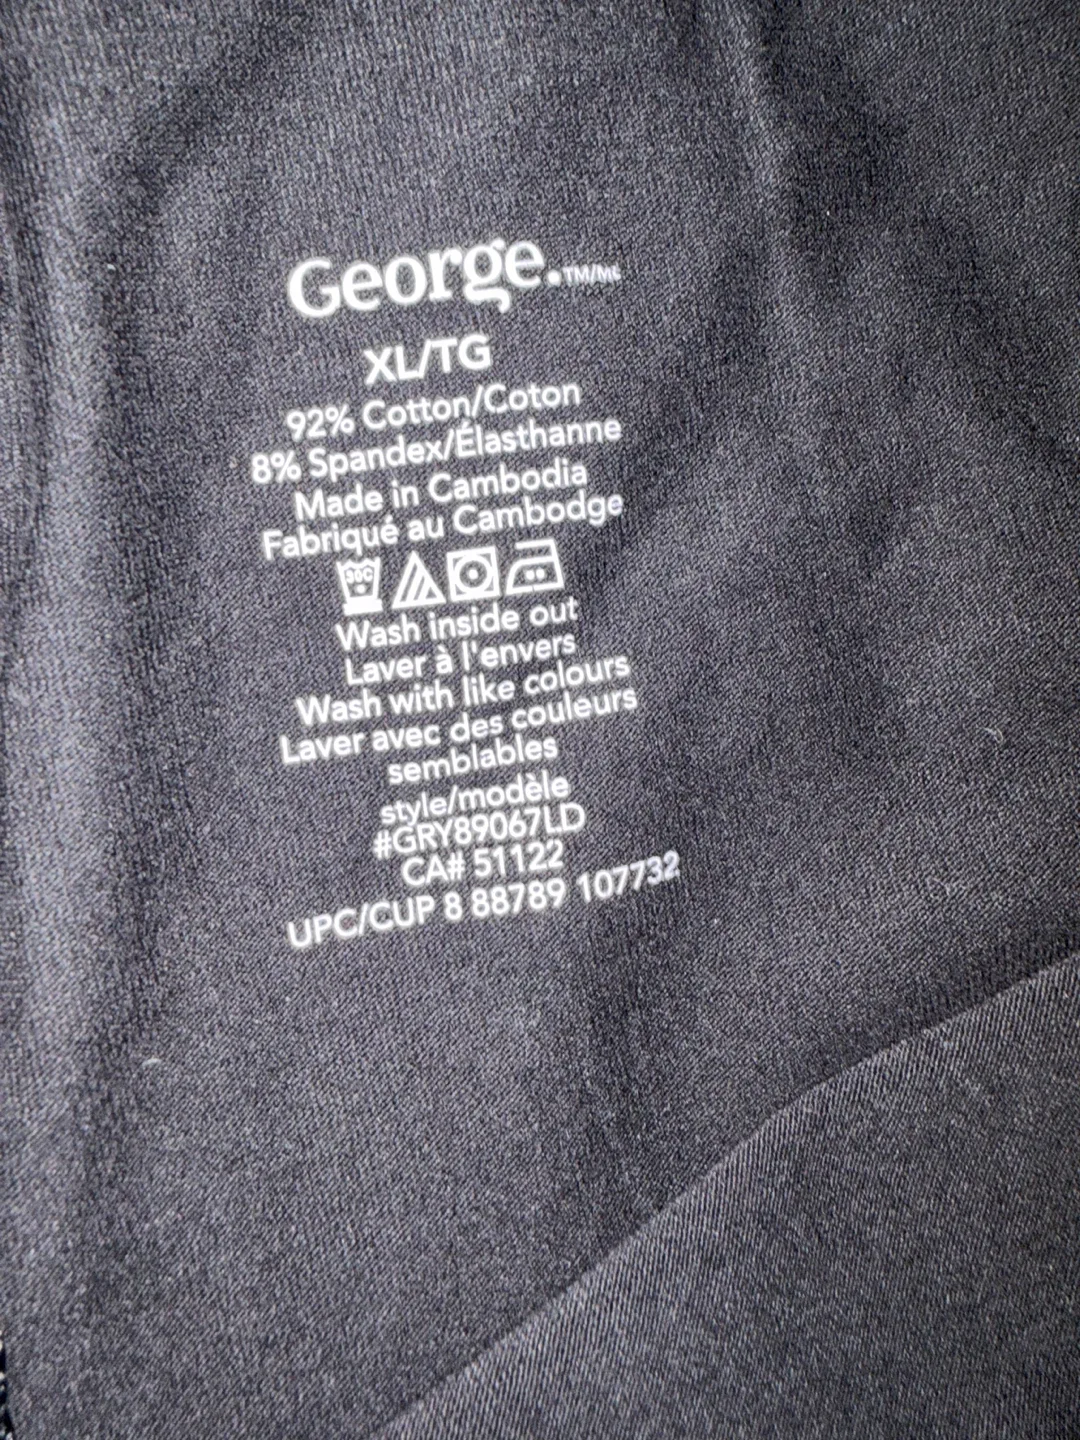 George.TM/MC
XL/TG
92% Cotton/Coton
8% Spandex/Élasthanne
Made in Cambodia
Fabriqué au Cambodge
30C
Wash inside out
Laver à l'envers
Wash with like colours
Laver avec des couleurs
semblables
style/modèle
#GRY89067LD
CA# 51122
UPC/CUP 8 88789 107732